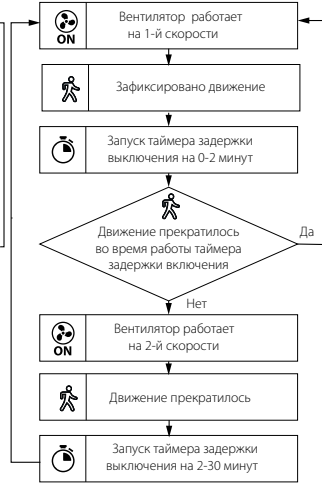 Вентилятор работает
на 1-й скорости
ON
Зафиксировано движение
Запуск таймера задержки
выключения на 0-2 минут
Движение прекратилось
во время работы таймера
задержки включения
Да
Нет
Вентилятор работает
на 2-й скорости
ON
Движение прекратилось
Запуск таймера задержки
выключения на 2-30 минут